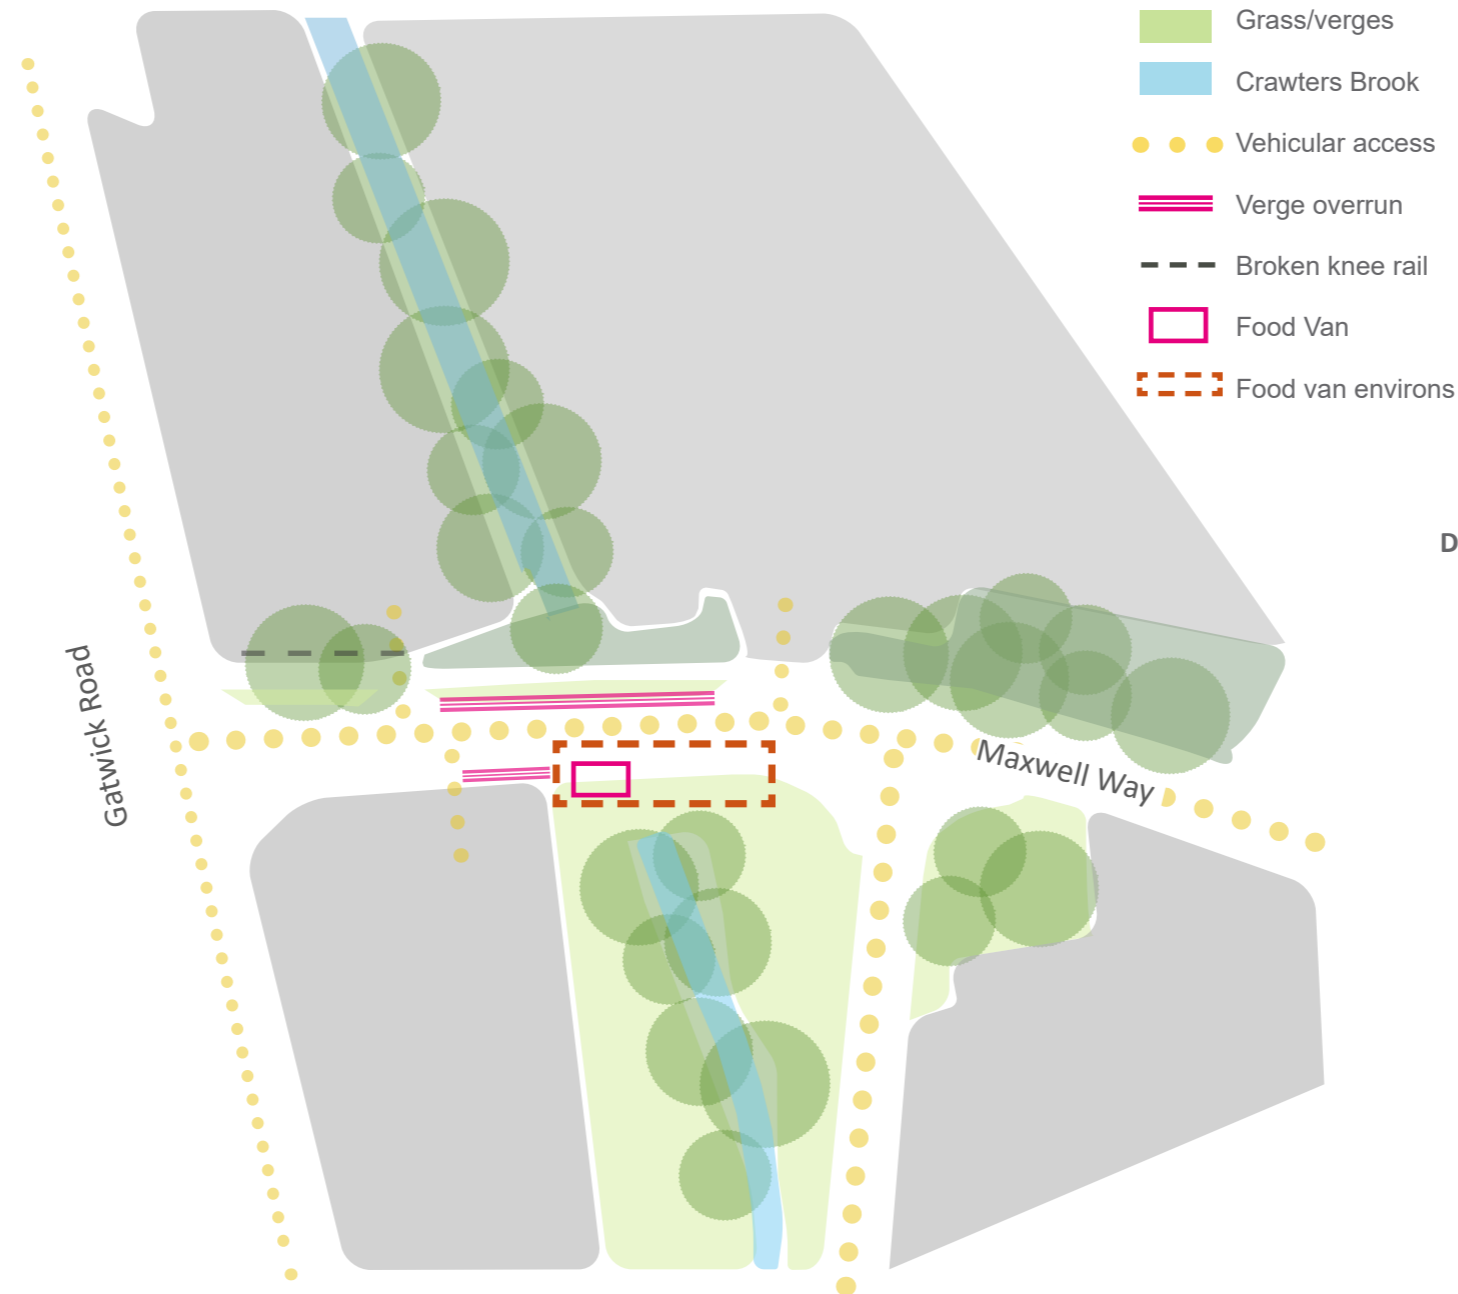 Grass/verges
Crawters Brook
Vehicular access
Verge overrun
Broken knee rail
Food Van
Food van environs
D
Gatwick Road
Maxwell Way